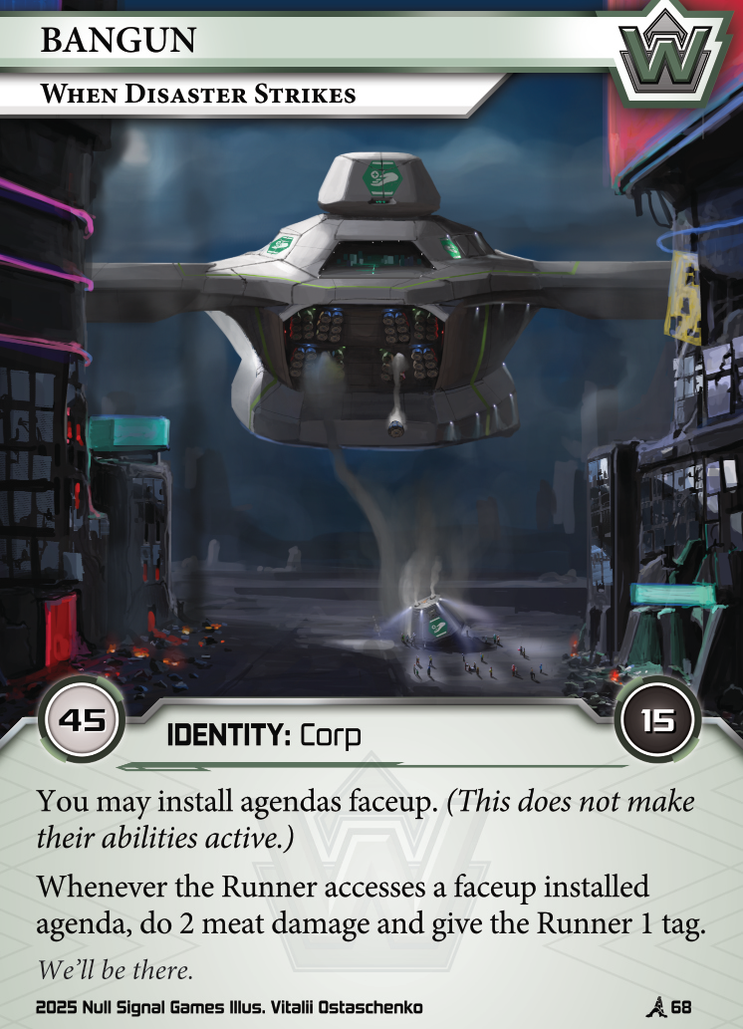 BANGUN
When Disaster Strikes
W
45
IDENTITY: Corp
15
You may install agendas faceup. (This does not make
their abilities active.)
Whenever the Runner accesses a faceup installed
agenda, do 2 meat damage and give the Runner 1 tag.
We’ll be there.
2025 Null Signal Games Illus. Vitalii Ostaschenko
68